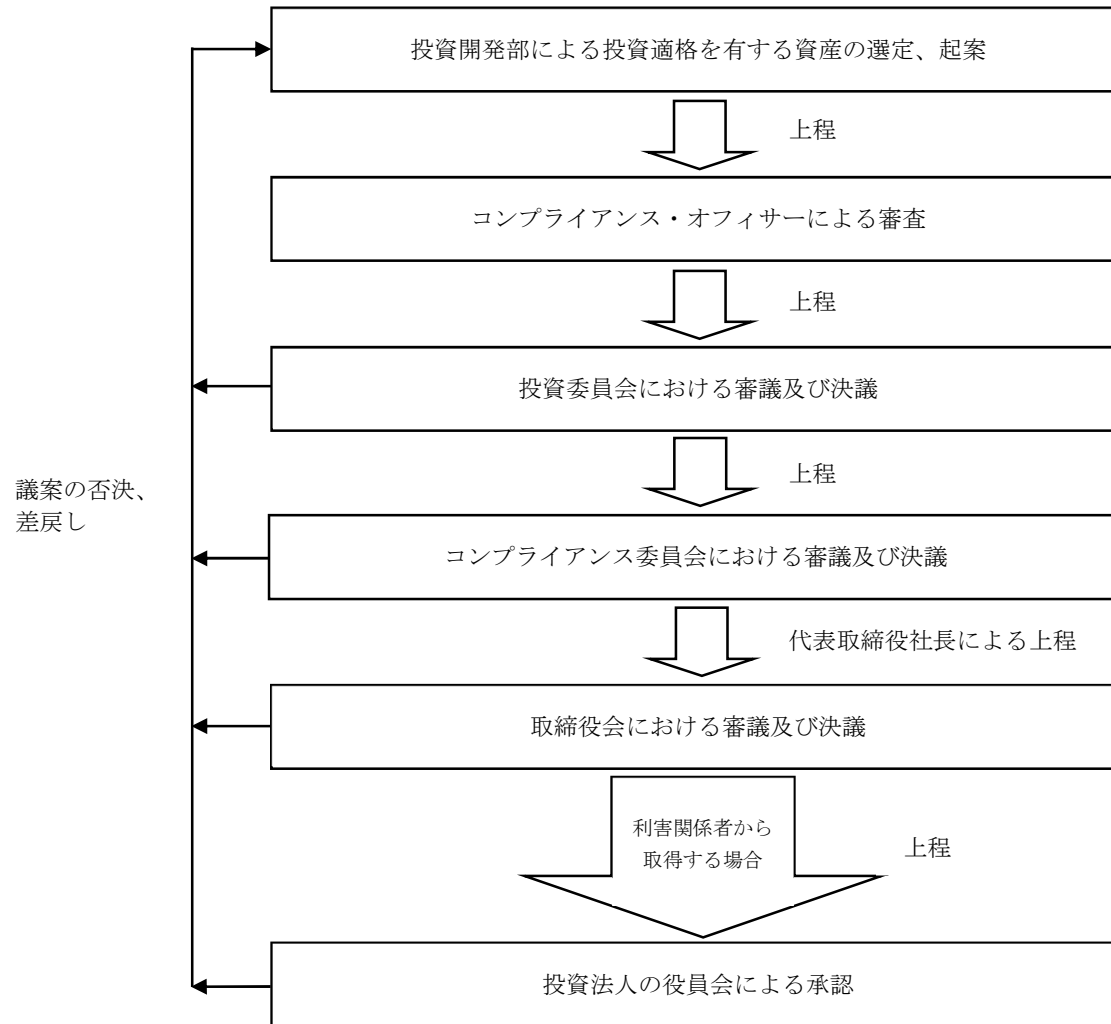 投資開発部による投資適格を有する資産の選定、起案
上程
コンプライアンス・オフィサーによる審査
上程
投資委員会における審議及び決議
上程
議案の否決、
差戻し
コンプライアンス委員会における審議及び決議
代表取締役社長による上程
取締役会における審議及び決議
利害関係者から
取得する場合
上程
投資法人の役員会による承認